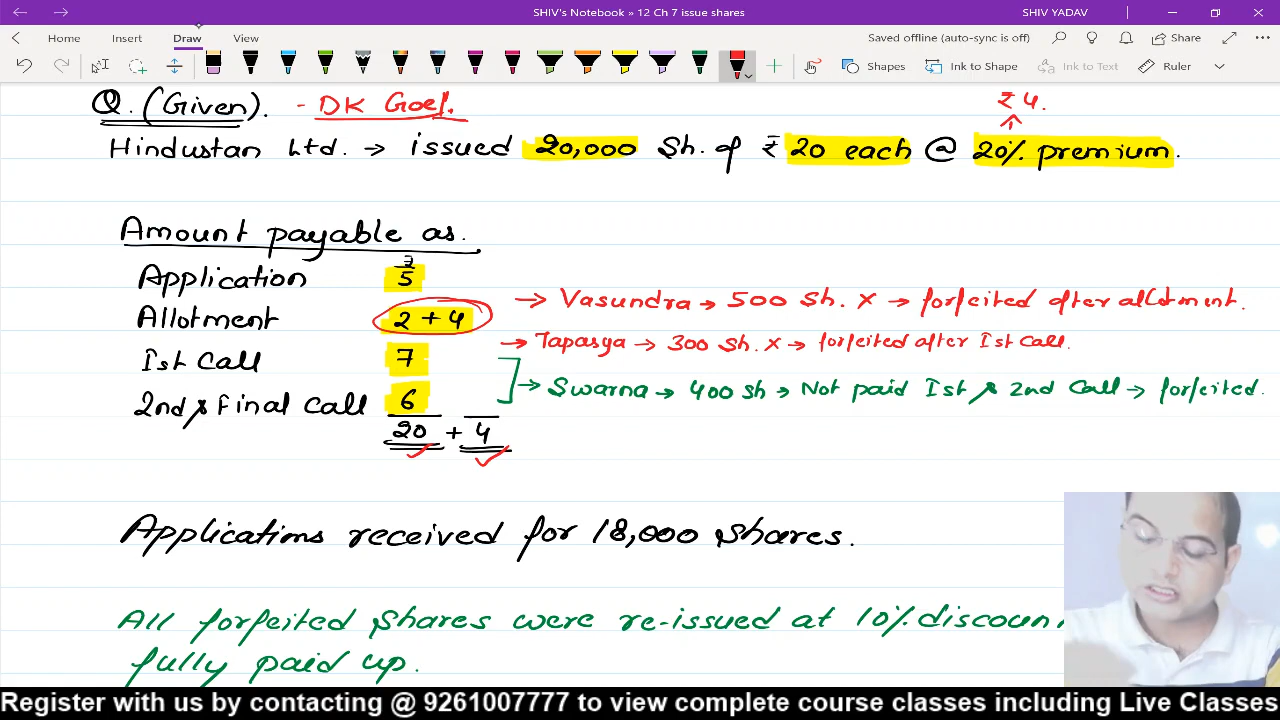 SHIV's Notebook » 12 Ch 7 issue shares
SHIV YADAV
Home Insert Draw View
Saved offline (auto-sync is off)
Share
Shapes Ink to Shape Ink to Text Ruler
Q. (Given). - DK Goel.
₹ 4.
Hindustan Ltd. → issued 20,000 Sh. of ₹ 20 each @ 20% premium.
Amount payable as.
₹
Application 5
Allotment 2 + 4
→ Vasundra → 500 Sh. X → forfeited after allotment.
→ Tapasya → 300 Sh. X → forfeited after Ist Call.
Ist Call 7
→ Swarna → 400 Sh → Not paid Ist & 2nd Call → forfeited.
2nd & Final Call 6
20 + 4
Applications received for 18,000 Shares.
All forfeited Shares were re-issued at 10% discoun
fully paid up.
Register with us by contacting @ 9261007777 to view complete course classes including Live Classes